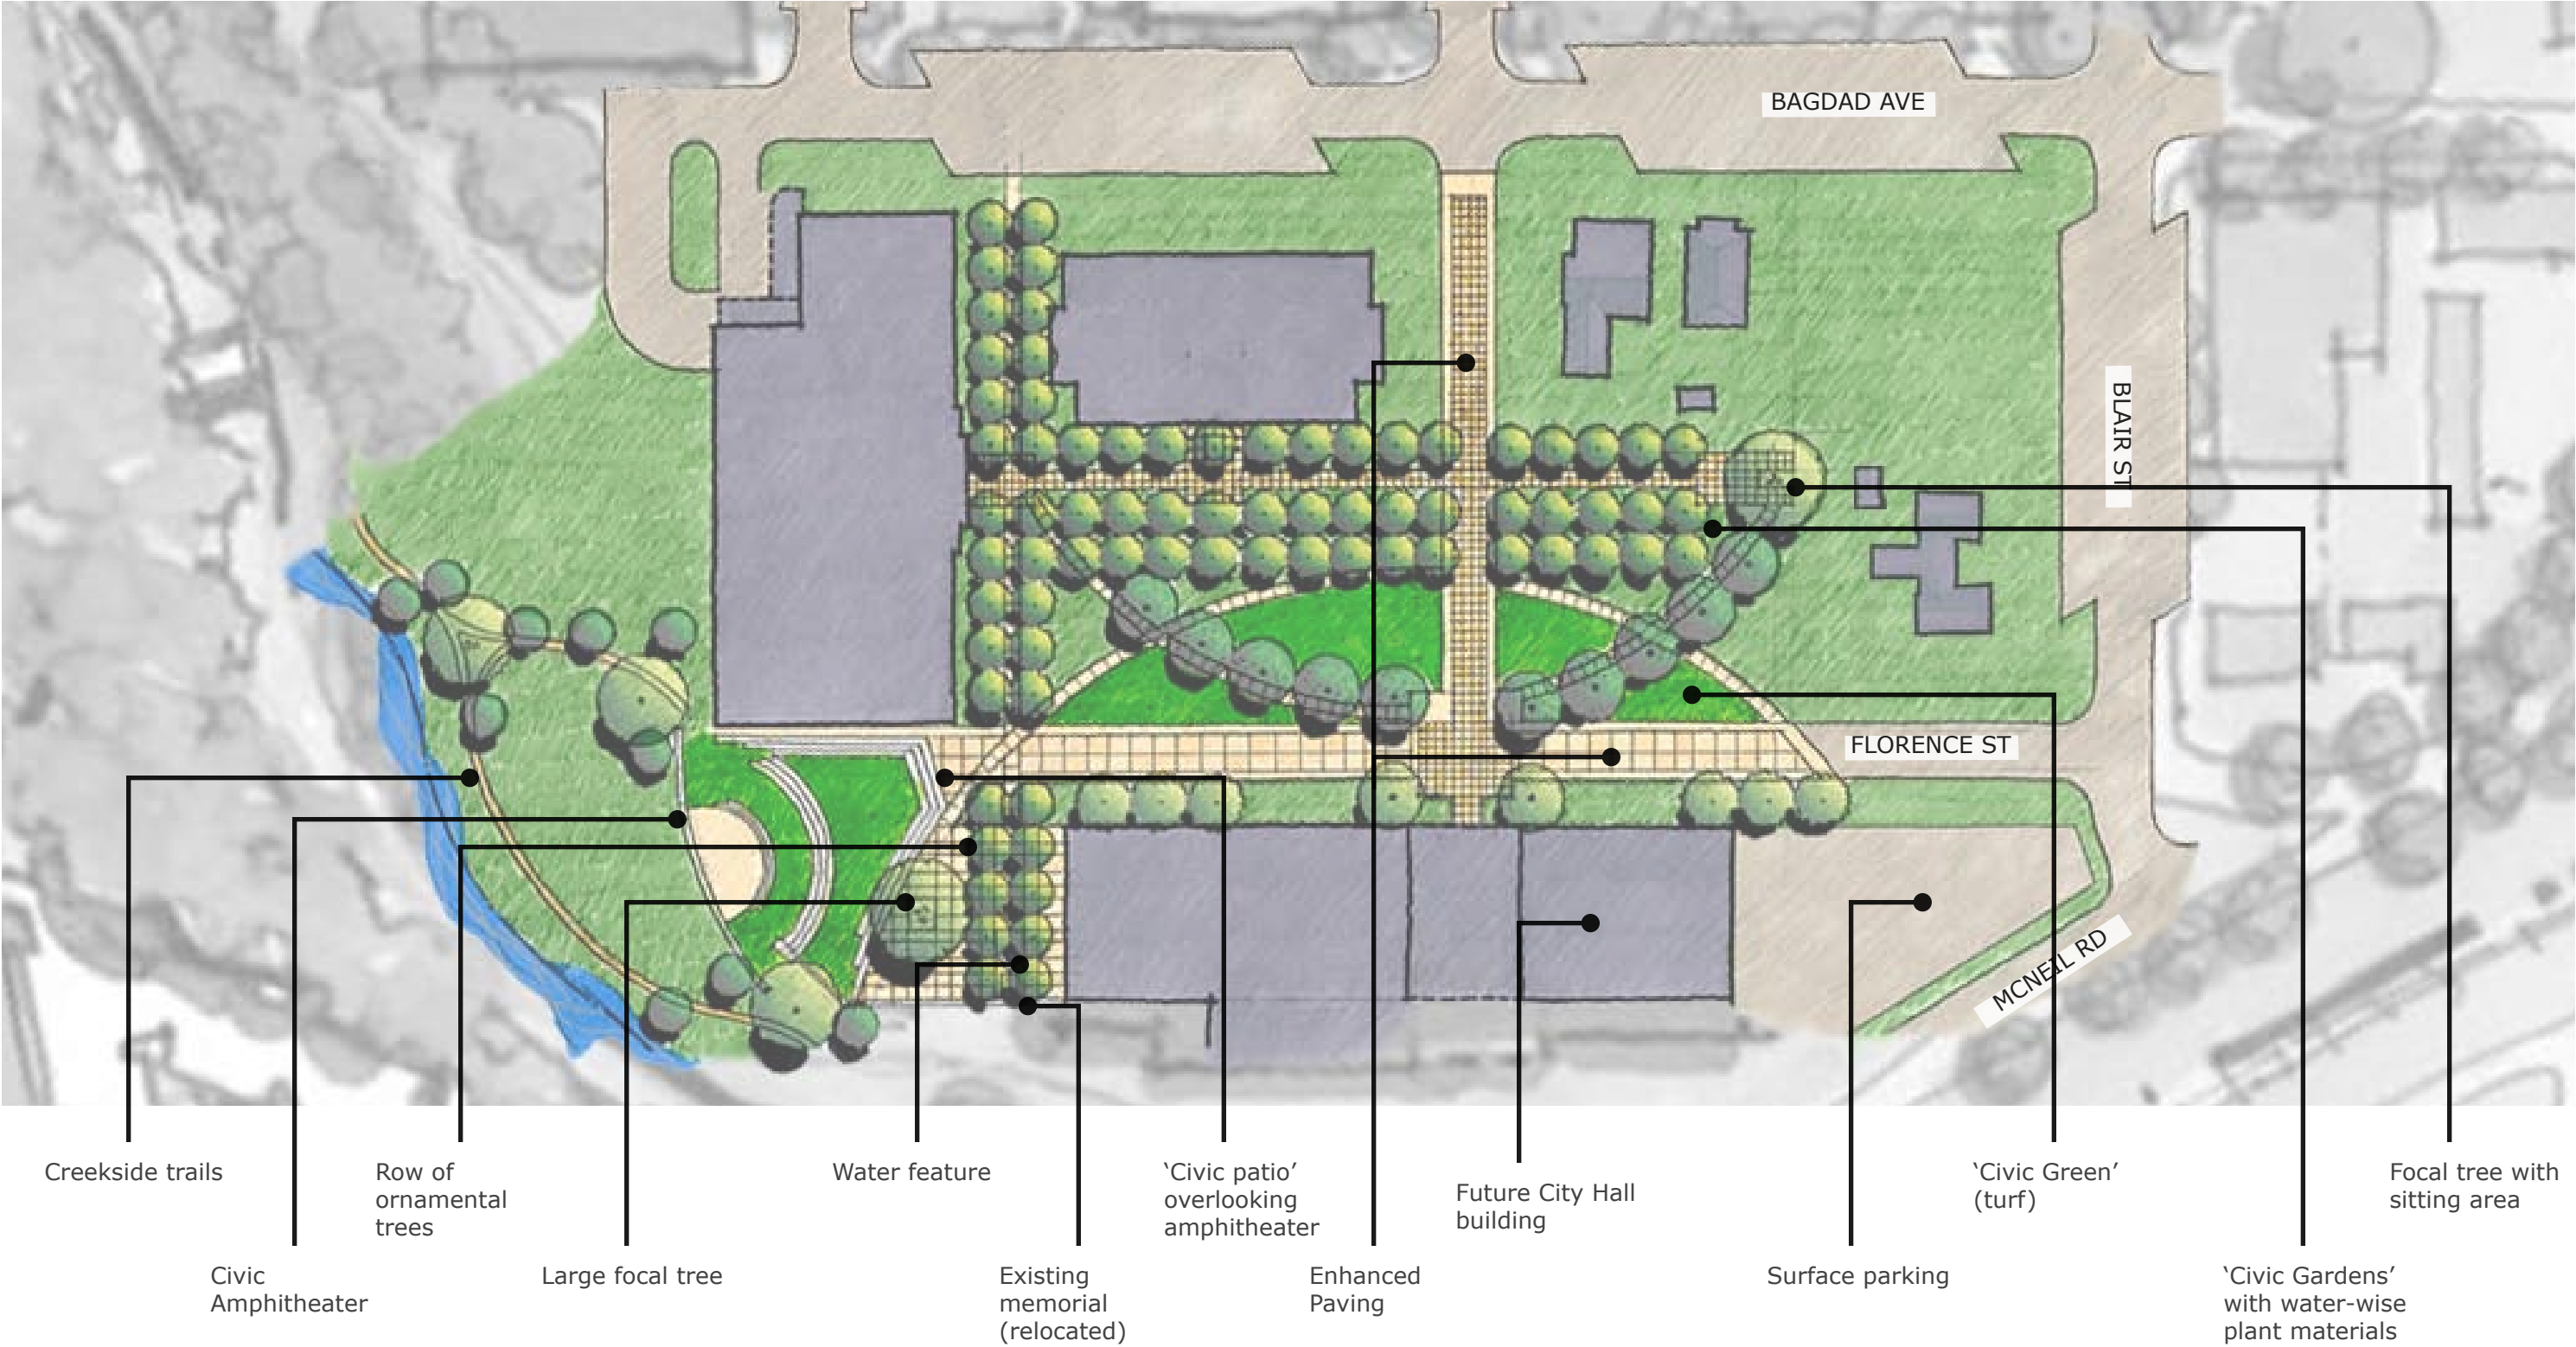 BAGDAD AVE
BLAIR ST
FLORENCE ST
MCNEIL RD
Creekside trails
Row of
ornamental
trees
Water feature
‘Civic patio’
overlooking
amphitheater
Future City Hall
building
‘Civic Green’
(turf)
Focal tree with
sitting area
Civic
Amphitheater
Large focal tree
Existing
memorial
(relocated)
Enhanced
Paving
Surface parking
‘Civic Gardens’
with water-wise
plant materials